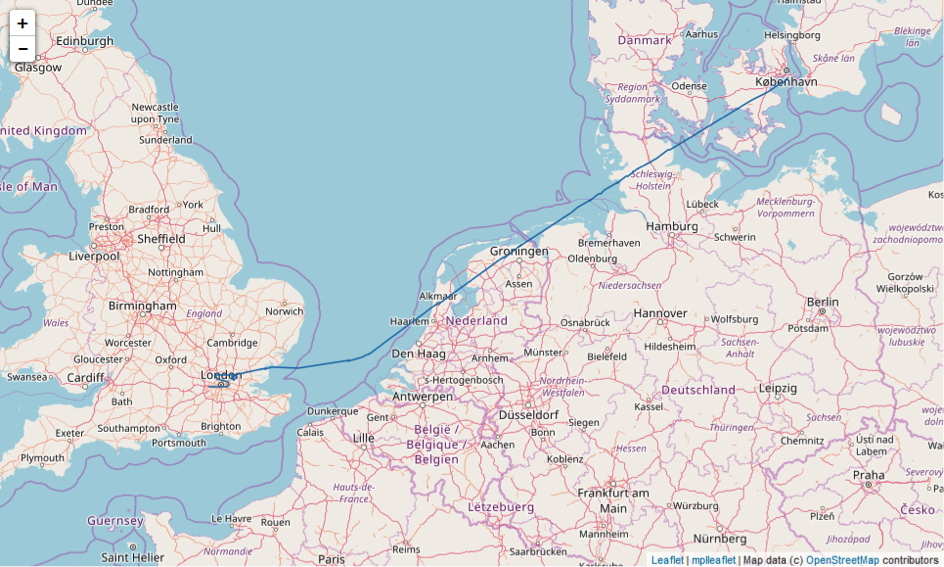 +
−
Dundee
Edinburgh
Glasgow
Newcastle
upon Tyne
Sunderland
United Kingdom
Isle of Man
Bradford
York
Preston
Hull
Sheffield
Liverpool
Nottingham
Birmingham
England
Norwich
Wales
Worcester
Cambridge
Gloucester
Oxford
Swansea
Cardiff
London
Bath
Southampton
Brighton
Exeter
Portsmouth
Plymouth
Guernsey
Saint Helier
Dunkerque
Calais
Lille
Hauts-de-
France
Le Havre
Rouen
Normandie
Reims
Paris
Halmstad
Helsingborg
Blekinge
län
Skåne län
Danmark
Aarhus
København
Odense
Region
Syddanmark
Schleswig-
Holstein
Lübeck
Mecklenburg-
Vorpommern
Hamburg
Schwerin
Groningen
Bremerhaven
Oldenburg
Assen
Niedersachsen
Alkmaar
Haarlem
Nederland
Den Haag
Arnhem
's-Hertogenbosch
Antwerpen
Gent
België /
Belgique /
Belgien
Osnabrück
Hannover
Wolfsburg
Hildesheim
Münster
Bielefeld
Sachsen-
Anhalt
Berlin
Potsdam
Nordrhein-
Westfalen
Deutschland
Leipzig
Düsseldorf
Kassel
Siegen
Thüringen
Sachsen
Aachen
Bonn
Hessen
Chemnitz
Koblenz
Ústí nad
Labem
Praha
Severový
Frankfurt am
Main
Würzburg
Plzeň
Česko
Lëtzebuerg
Mannheim
Nürnberg
Saarbrücken
Karlsruhe
województwo
zachodniopomo
Gorzów
Wielkopolski
województwo
lubuskie
Kos
Leaflet | mplleaflet | Map data (c) OpenStreetMap contributors